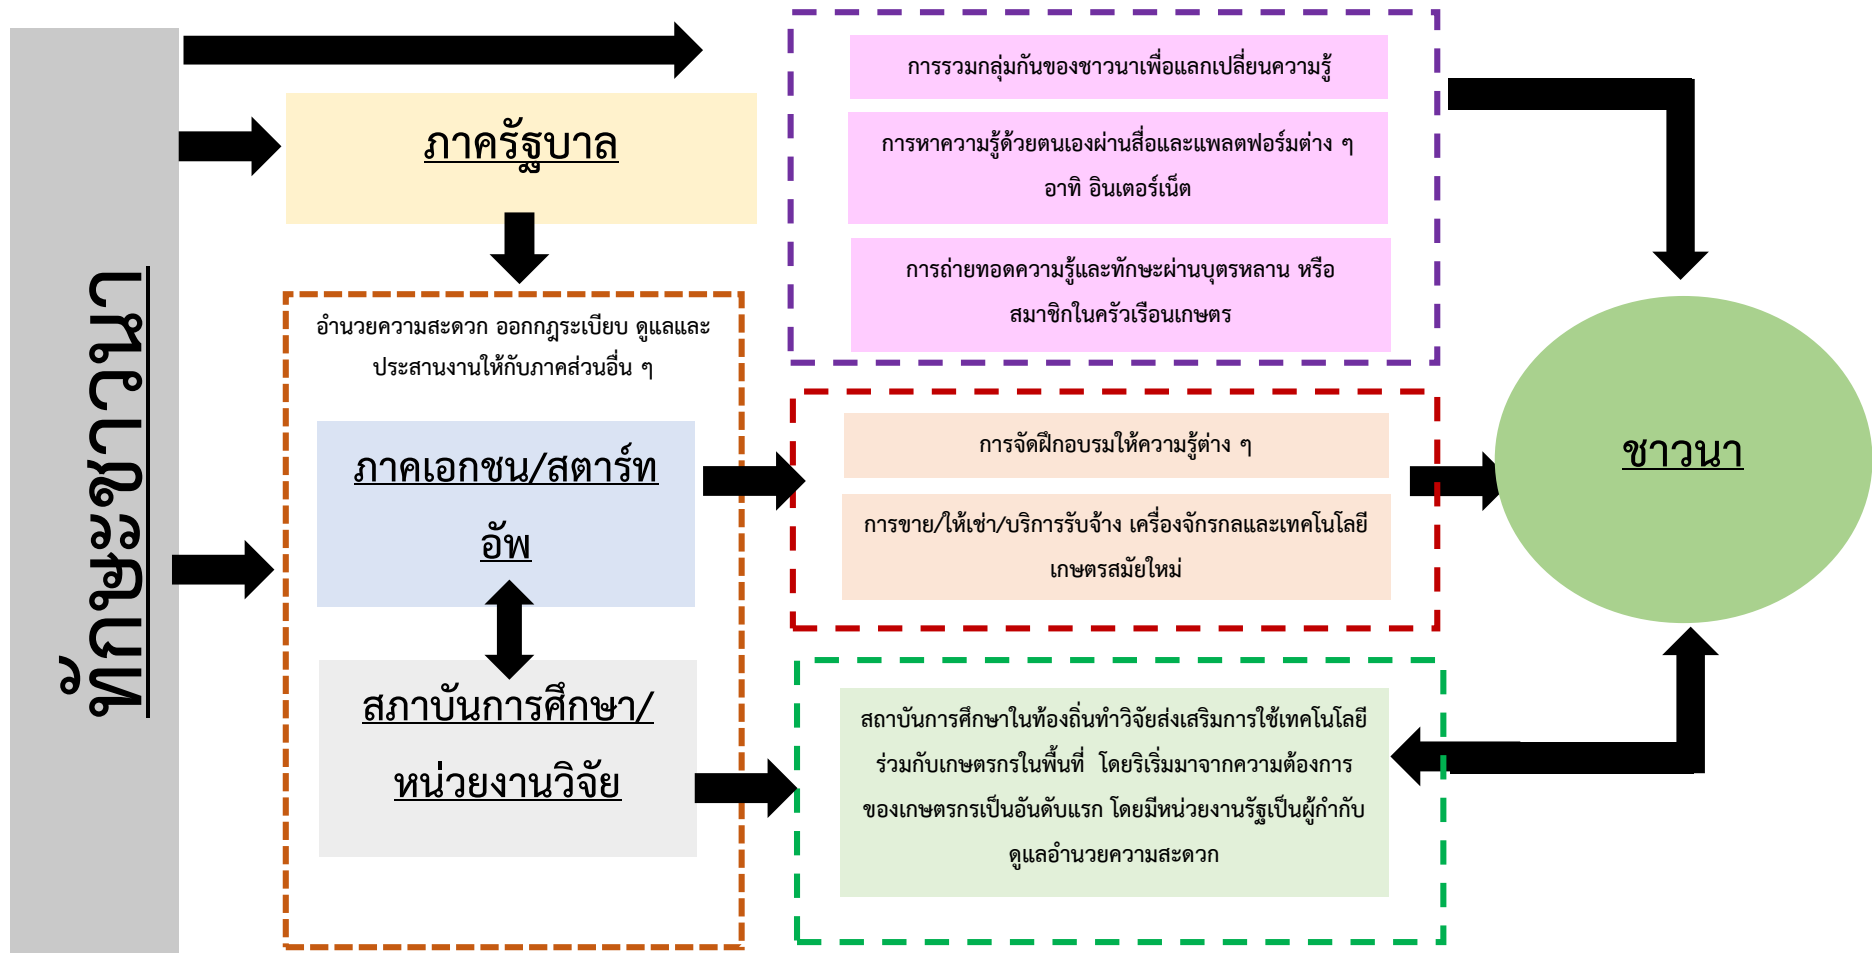 ทักษะชาวนา
ภาครัฐบาล
อำนวยความสะดวก ออกกฎระเบียบ ดูแลและ
ประสานงานให้กับภาคส่วนอื่น ๆ
ภาคเอกชน/สตาร์ท
อัพ
สภาบันการศึกษา/
หน่วยงานวิจัย
การรวมกลุ่มกันของชาวนาเพื่อแลกเปลี่ยนความรู้
การหาความรู้ด้วยตนเองผ่านสื่อและแพลตฟอร์มต่าง ๆ
อาทิ อินเตอร์เน็ต
การถ่ายทอดความรู้และทักษะผ่านบุตรหลาน หรือ
สมาชิกในครัวเรือนเกษตร
การจัดฝึกอบรมให้ความรู้ต่าง ๆ
การขาย/ให้เช่า/บริการรับจ้าง เครื่องจักรกลและเทคโนโลยี
เกษตรสมัยใหม่
สถาบันการศึกษาในท้องถิ่นทำวิจัยส่งเสริมการใช้เทคโนโลยี
ร่วมกับเกษตรกรในพื้นที่ โดยริเริ่มมาจากความต้องการ
ของเกษตรกรเป็นอันดับแรก โดยมีหน่วยงานรัฐเป็นผู้กำกับ
ดูแลอำนวยความสะดวก
ชาวนา